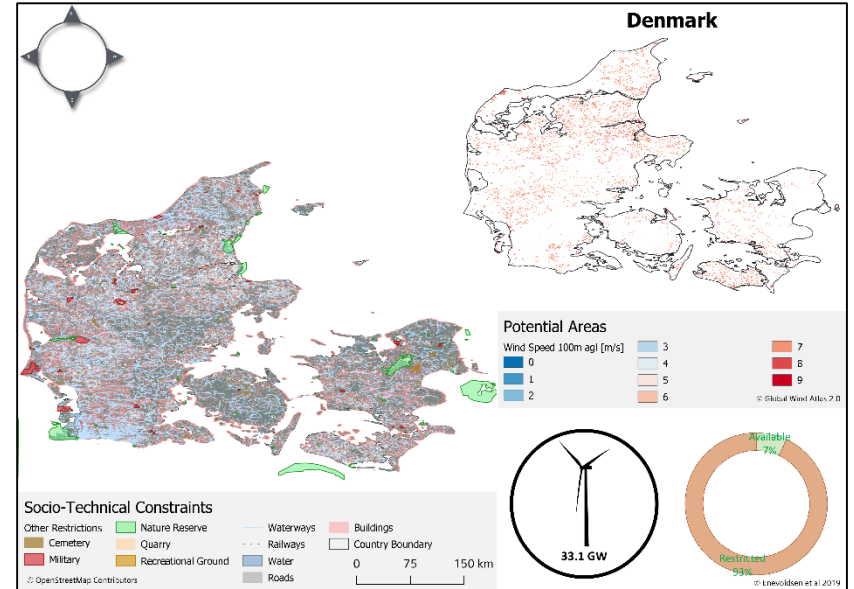 Denmark
Potential Areas
Wind Speed 100m agl [m/s]
0
1
2
3
4
5
6
7
8
9
© Global Wind Atlas 2.0
Socio-Technical Constraints
Other Restrictions
Cemetery
Military
Nature Reserve
Quarry
Recreational Ground
Waterways
Railways
Water
Roads
Buildings
Country Boundary
0 75 150 km
© OpenStreetMap Contributors
33.1 GW
Available
7%
Restricted
93%
© Enevoldsen et al 2019